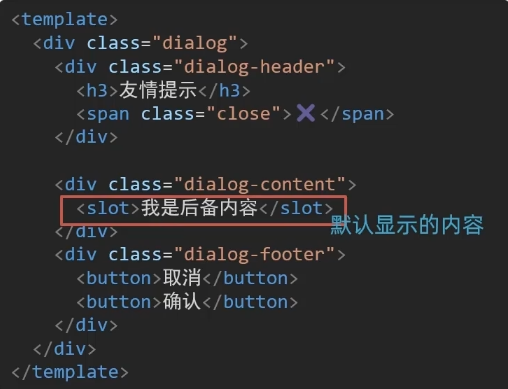 <template>
  <div class="dialog">
    <div class="dialog-header">
      <h3>友情提示</h3>
      <span class="close">✖️</span>
    </div>

    <div class="dialog-content">
      <slot>我是后备内容</slot>
默认显示的内容
    </div>
    <div class="dialog-footer">
      <button>取消</button>
      <button>确认</button>
    </div>
  </div>
</template>